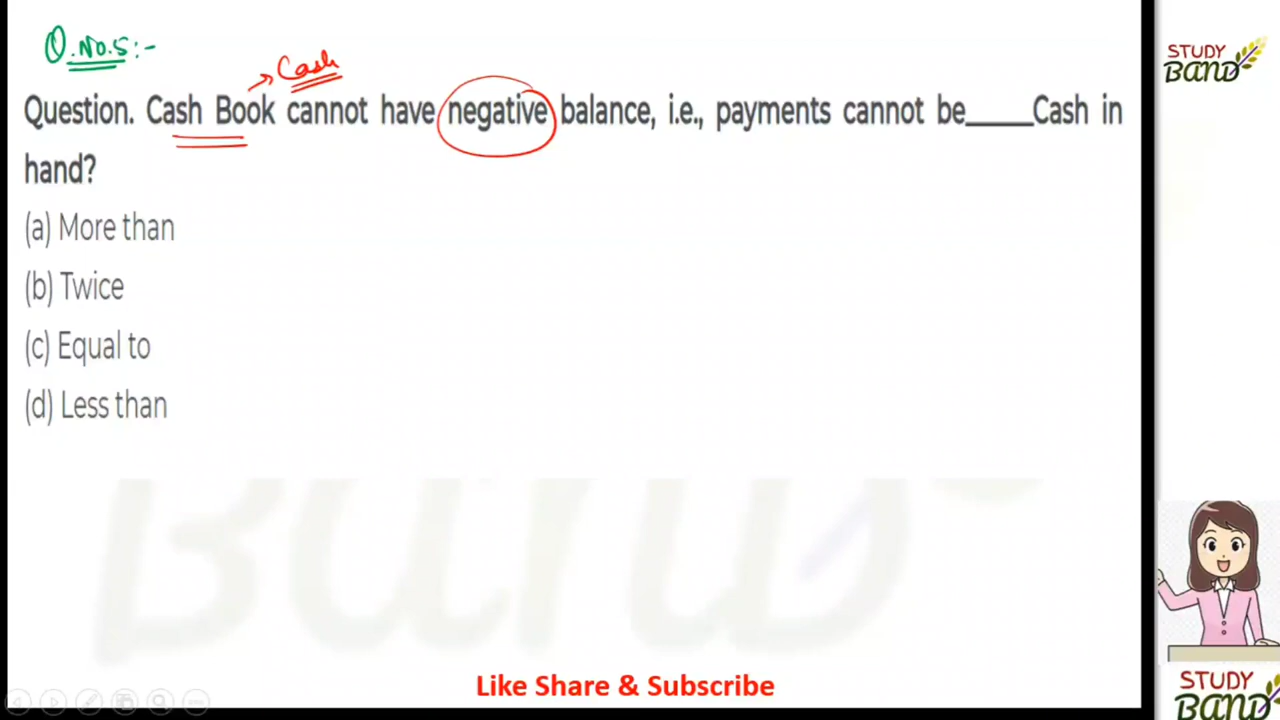 Q.No.5:-
Cash
Question. Cash Book cannot have negative balance, i.e., payments cannot be_____Cash in
hand?
(a) More than
(b) Twice
(c) Equal to
(d) Less than
Band
Like Share & Subscribe
STUDY
BAND
STUDY
BAND